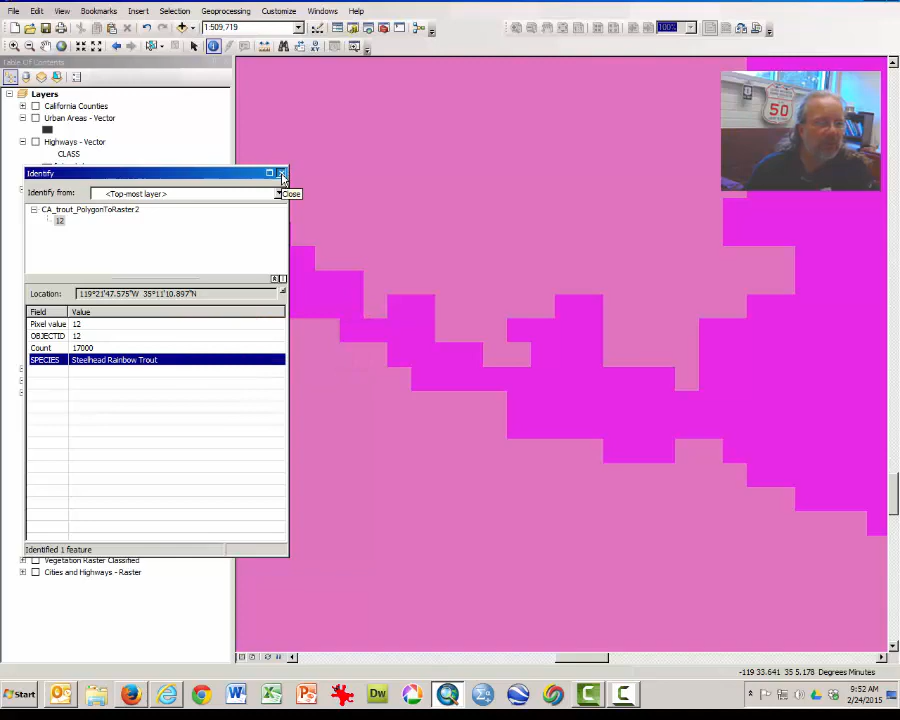 File Edit View Bookmarks Insert Selection Geoprocessing Customize Windows Help
1:509,719
100%
Table Of Contents
Layers
California Counties
Urban Areas - Vector
Highways - Vector
CLASS
50
Identify
Identify from: <Top-most layer>
Close
CA_trout_PolygonToRaster2
12
Location: 119°21'47.575"W 35°11'10.897"N
Field Value
Pixel value 12
OBJECTID 12
Count 17000
SPECIES Steelhead Rainbow Trout
Identified 1 feature
Vegetation Raster Classified
Cities and Highways - Raster
-119 33.641 35 5.178 Degrees Minutes
Start
9:52 AM
2/24/2015